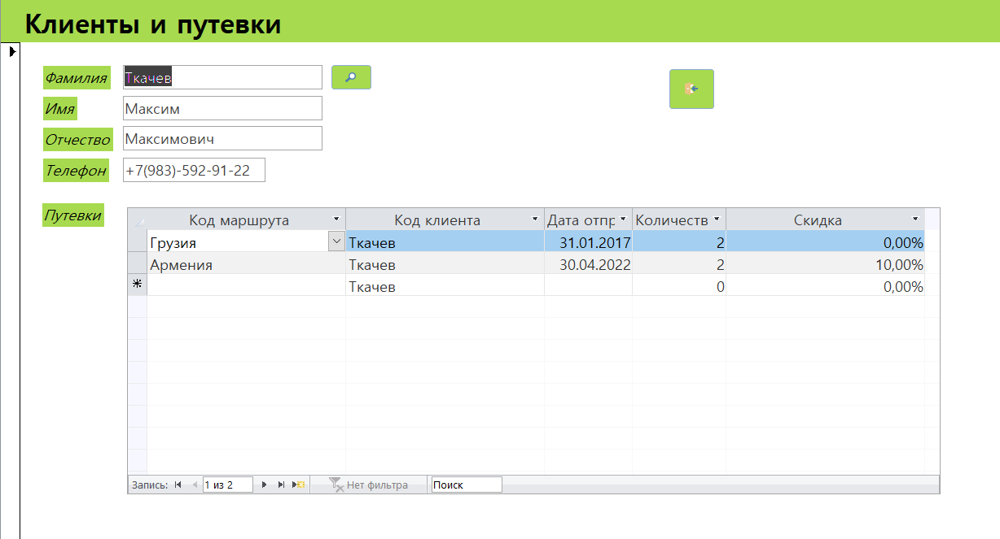 Клиенты и путевки
Фамилия Ткачев
Имя Максим
Отчество Максимович
Телефон +7(983)-592-91-22
Путевки
Код маршрута Код клиента Дата отпр Количеств Скидка
Грузия Ткачев 31.01.2017 2 0,00%
Армения Ткачев 30.04.2022 2 10,00%
Ткачев 0 0,00%
Запись: 1 из 2 Нет фильтра Поиск